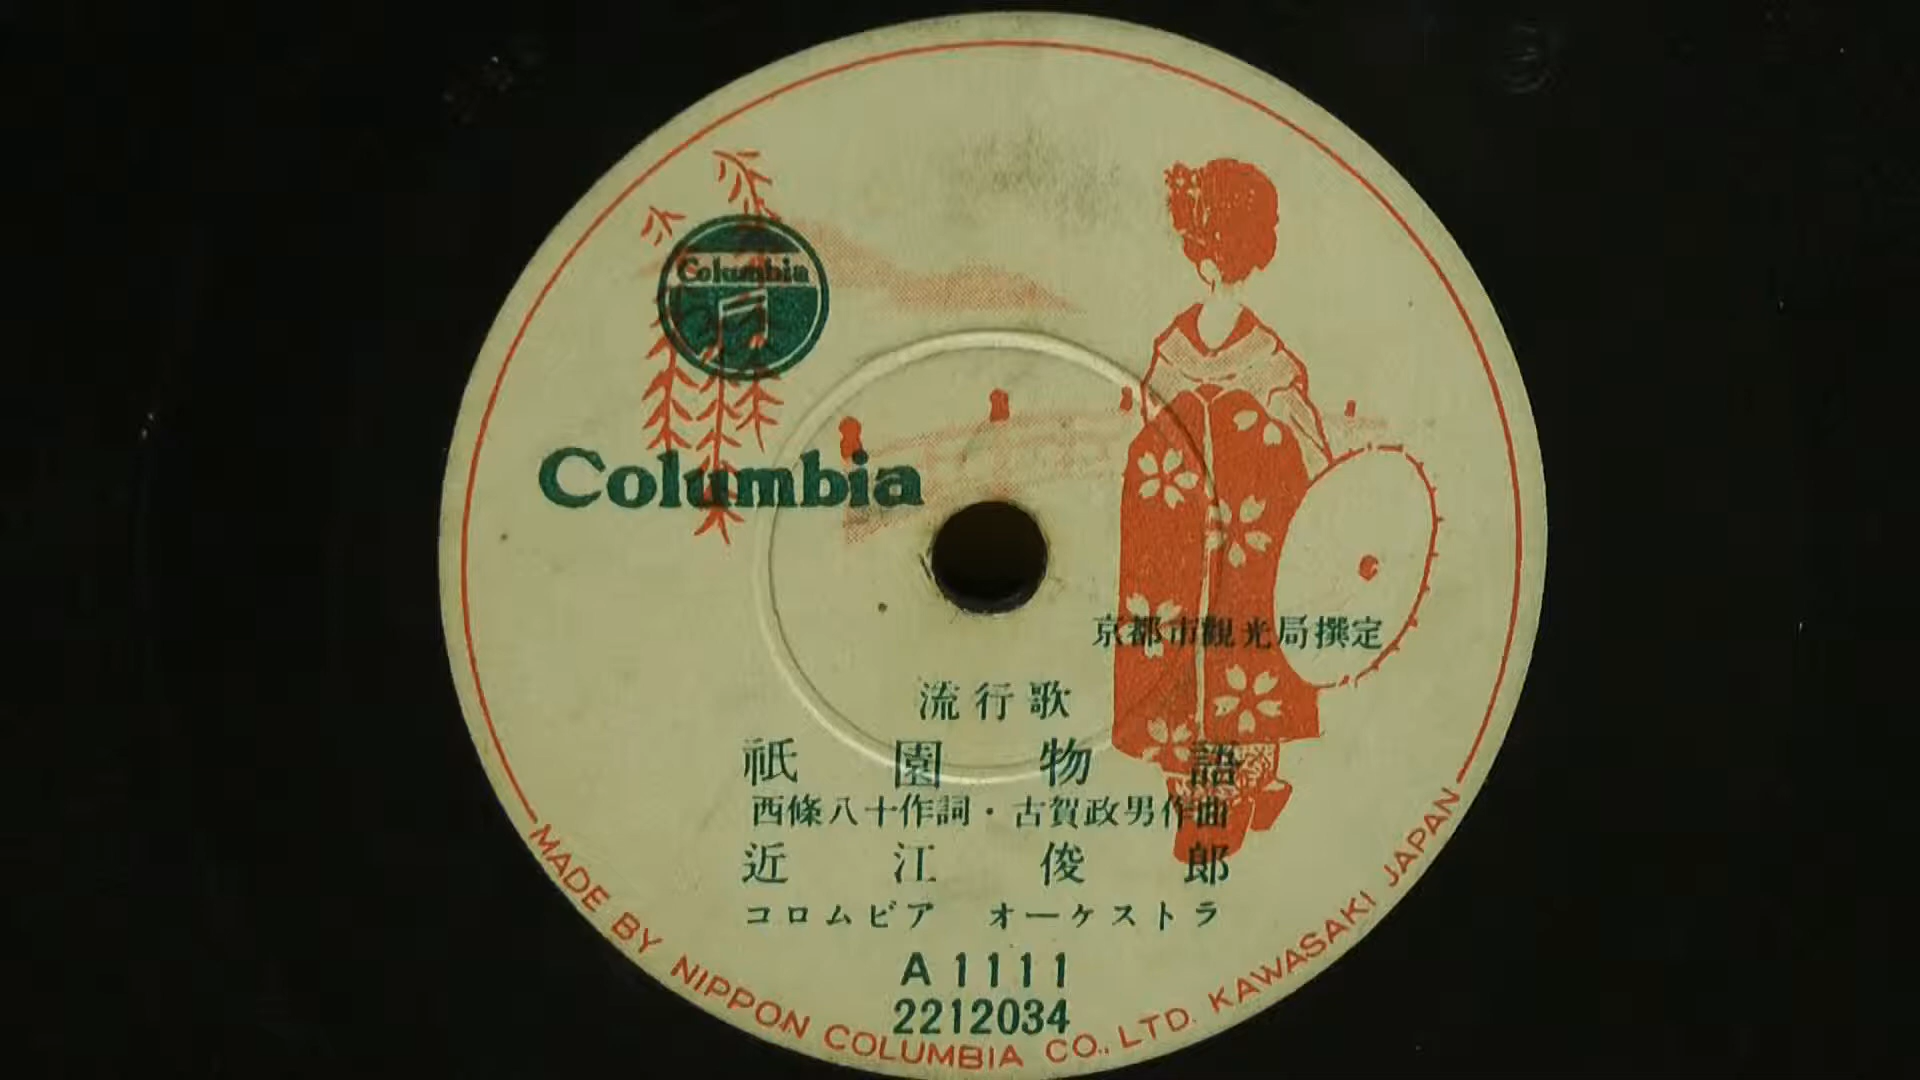 Columbia
Columbia
京都市観光局撰定
流行歌
祇園物語
西條八十作詞・古賀政男作曲
近江俊郎
コロムビア オーケストラ
A1111
2212034
MADE BY NIPPON COLUMBIA CO., LTD. KAWASAKI JAPAN